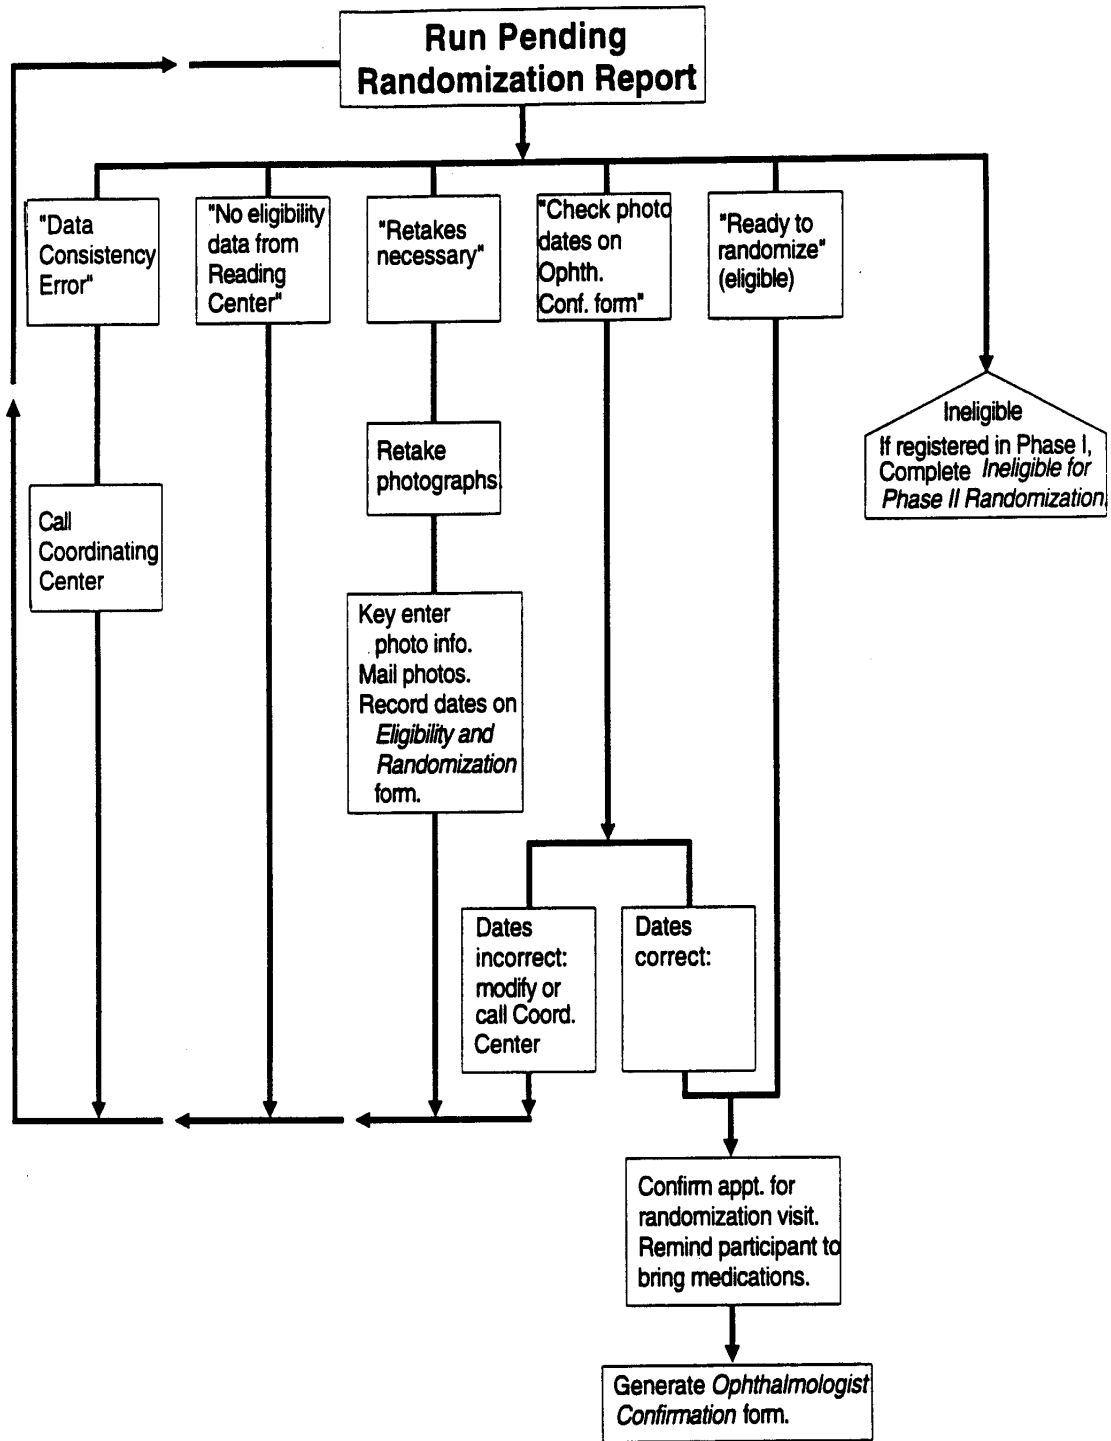 Run Pending
Randomization Report
"Data
Consistency
Error"
"No eligibility
data from
Reading
Center"
"Retakes
necessary"
"Check photo
dates on
Ophth.
Conf. form"
"Ready to
randomize"
(eligible)
Ineligible
If registered in Phase I,
Complete Ineligible for
Phase II Randomization.
Retake
photographs.
Call
Coordinating
Center
Key enter
photo info.
Mail photos.
Record dates on
Eligibility and
Randomization
form.
Dates
incorrect:
modify or
call Coord.
Center
Dates
correct:
Confirm appt. for
randomization visit.
Remind participant to
bring medications.
Generate Ophthalmologist
Confirmation form.